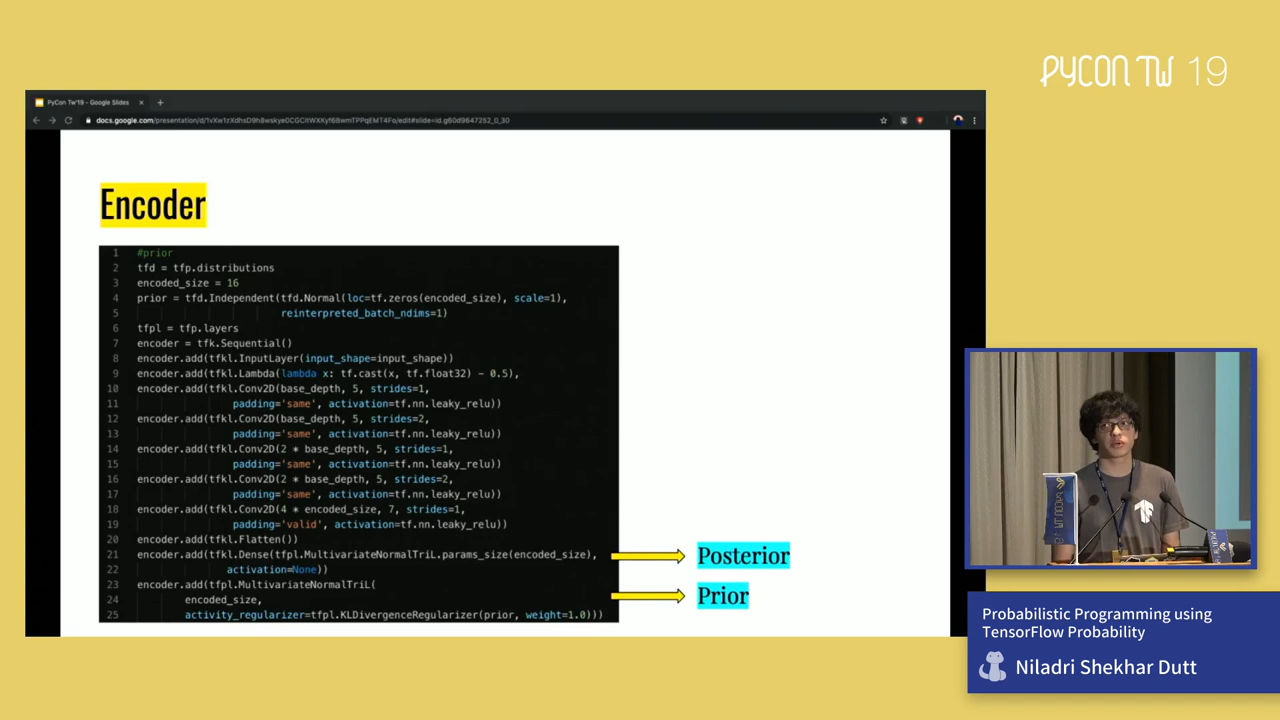 PYCON TW 19
PyCon Tw'19 - Google Slides
Encoder
1 #prior
2 tfd = tfp.distributions
3 encoded_size = 16
4 prior = tfd.Independent(tfd.Normal(loc=tf.zeros(encoded_size), scale=1),
5 reinterpreted_batch_ndims=1)
6 tfpl = tfp.layers
7 encoder = tfk.Sequential()
8 encoder.add(tfkl.InputLayer(input_shape=input_shape))
9 encoder.add(tfkl.Lambda(lambda x: tf.cast(x, tf.float32) - 0.5),
10 encoder.add(tfkl.Conv2D(base_depth, 5, strides=1,
11 padding='same', activation=tf.nn.leaky_relu))
12 encoder.add(tfkl.Conv2D(base_depth, 5, strides=2,
13 padding='same', activation=tf.nn.leaky_relu))
14 encoder.add(tfkl.Conv2D(2 * base_depth, 5, strides=1,
15 padding='same', activation=tf.nn.leaky_relu))
16 encoder.add(tfkl.Conv2D(2 * base_depth, 5, strides=2,
17 padding='same', activation=tf.nn.leaky_relu))
18 encoder.add(tfkl.Conv2D(4 * encoded_size, 7, strides=1,
19 padding='valid', activation=tf.nn.leaky_relu))
20 encoder.add(tfkl.Flatten())
21 encoder.add(tfkl.Dense(tfpl.MultivariateNormalTriL.params_size(encoded_size),
22 activation=None))
23 encoder.add(tfpl.MultivariateNormalTriL(
24 encoded_size,
25 activity_regularizer=tfpl.KLDivergenceRegularizer(prior, weight=1.0)))
Posterior
Prior
Probabilistic Programming using
TensorFlow Probability
Niladri Shekhar Dutt